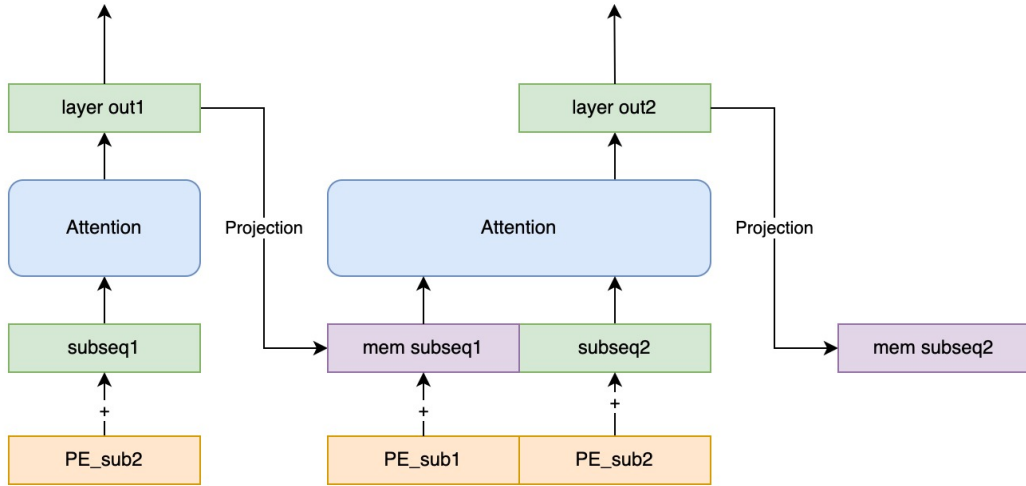 layer out1
layer out2
Attention
Projection
Attention
Projection
subseq1
mem subseq1
subseq2
mem subseq2
+
+
+
PE_sub2
PE_sub1
PE_sub2